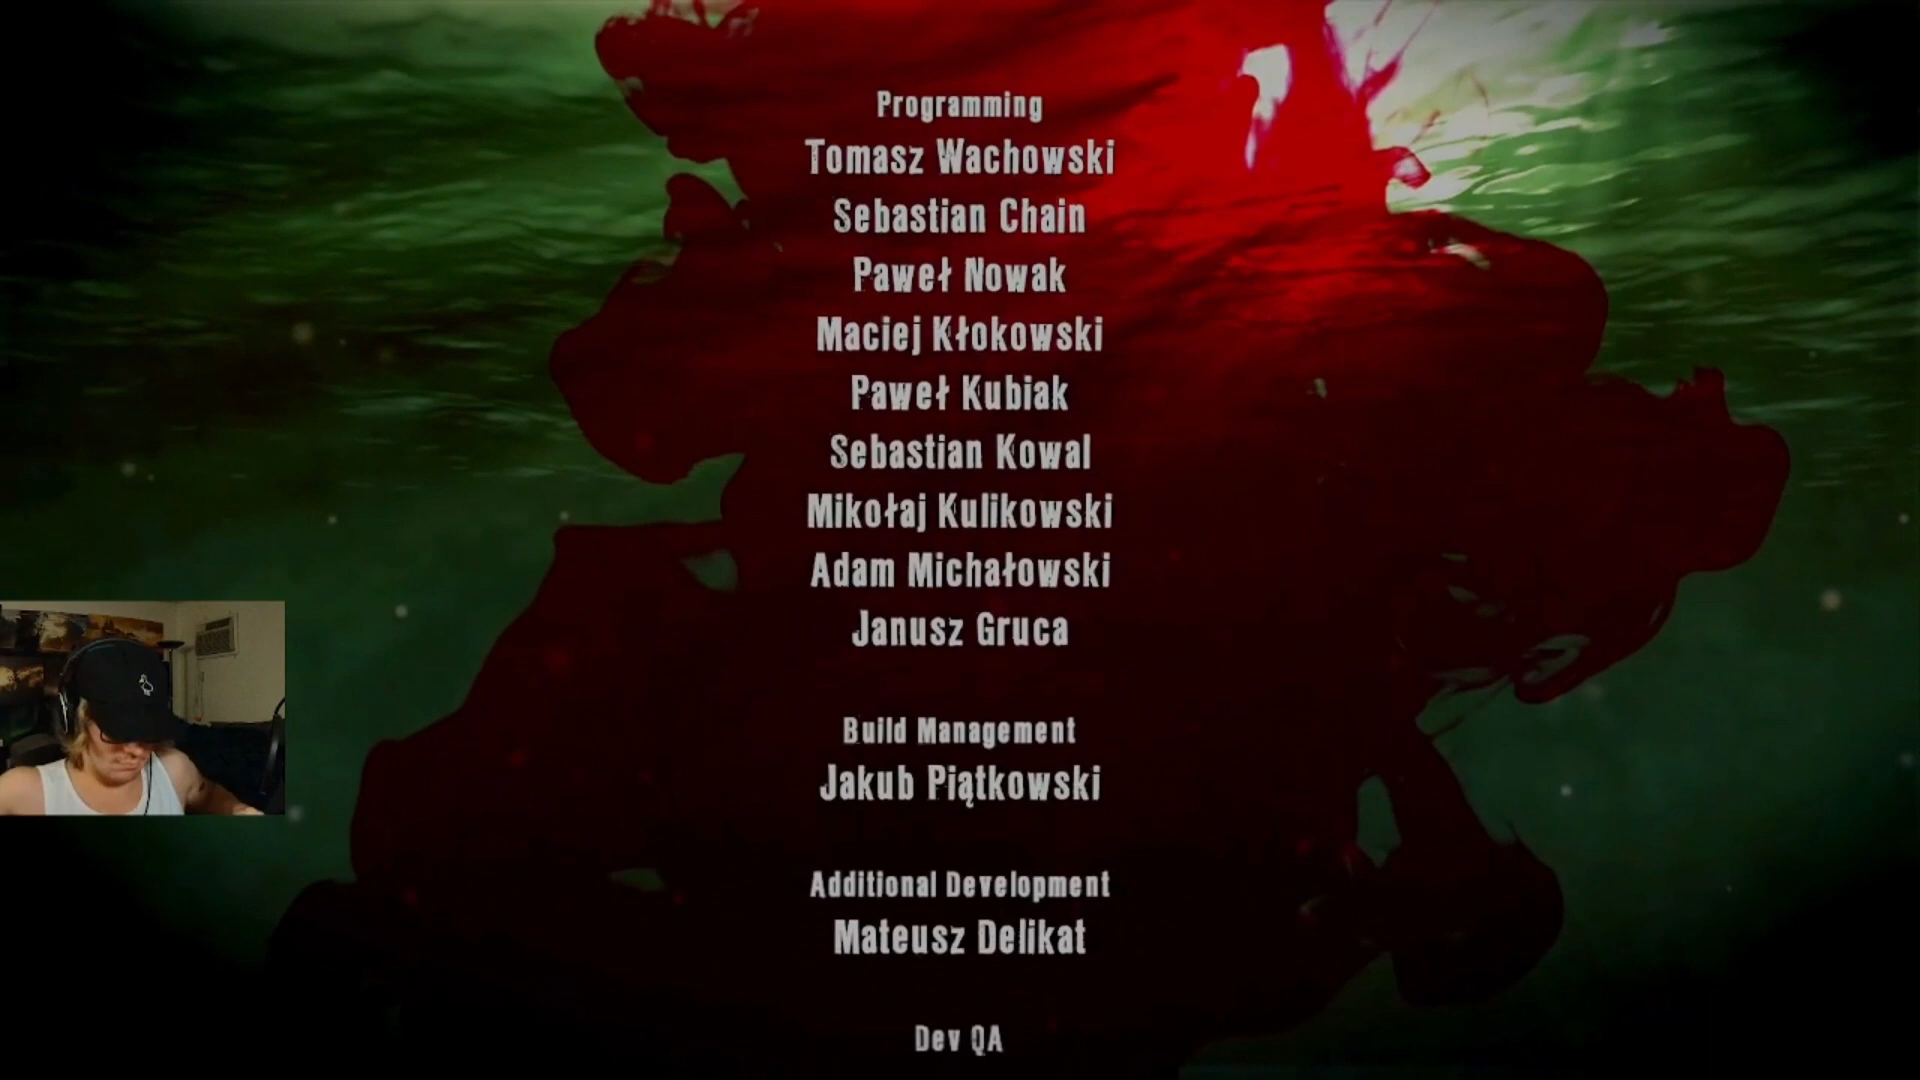 Programming
Tomasz Wachowski
Sebastian Chain
Paweł Nowak
Maciej Kłokowski
Paweł Kubiak
Sebastian Kowal
Mikołaj Kulikowski
Adam Michałowski
Janusz Gruca
Build Management
Jakub Piątkowski
Additional Development
Mateusz Delikat
Dev QA